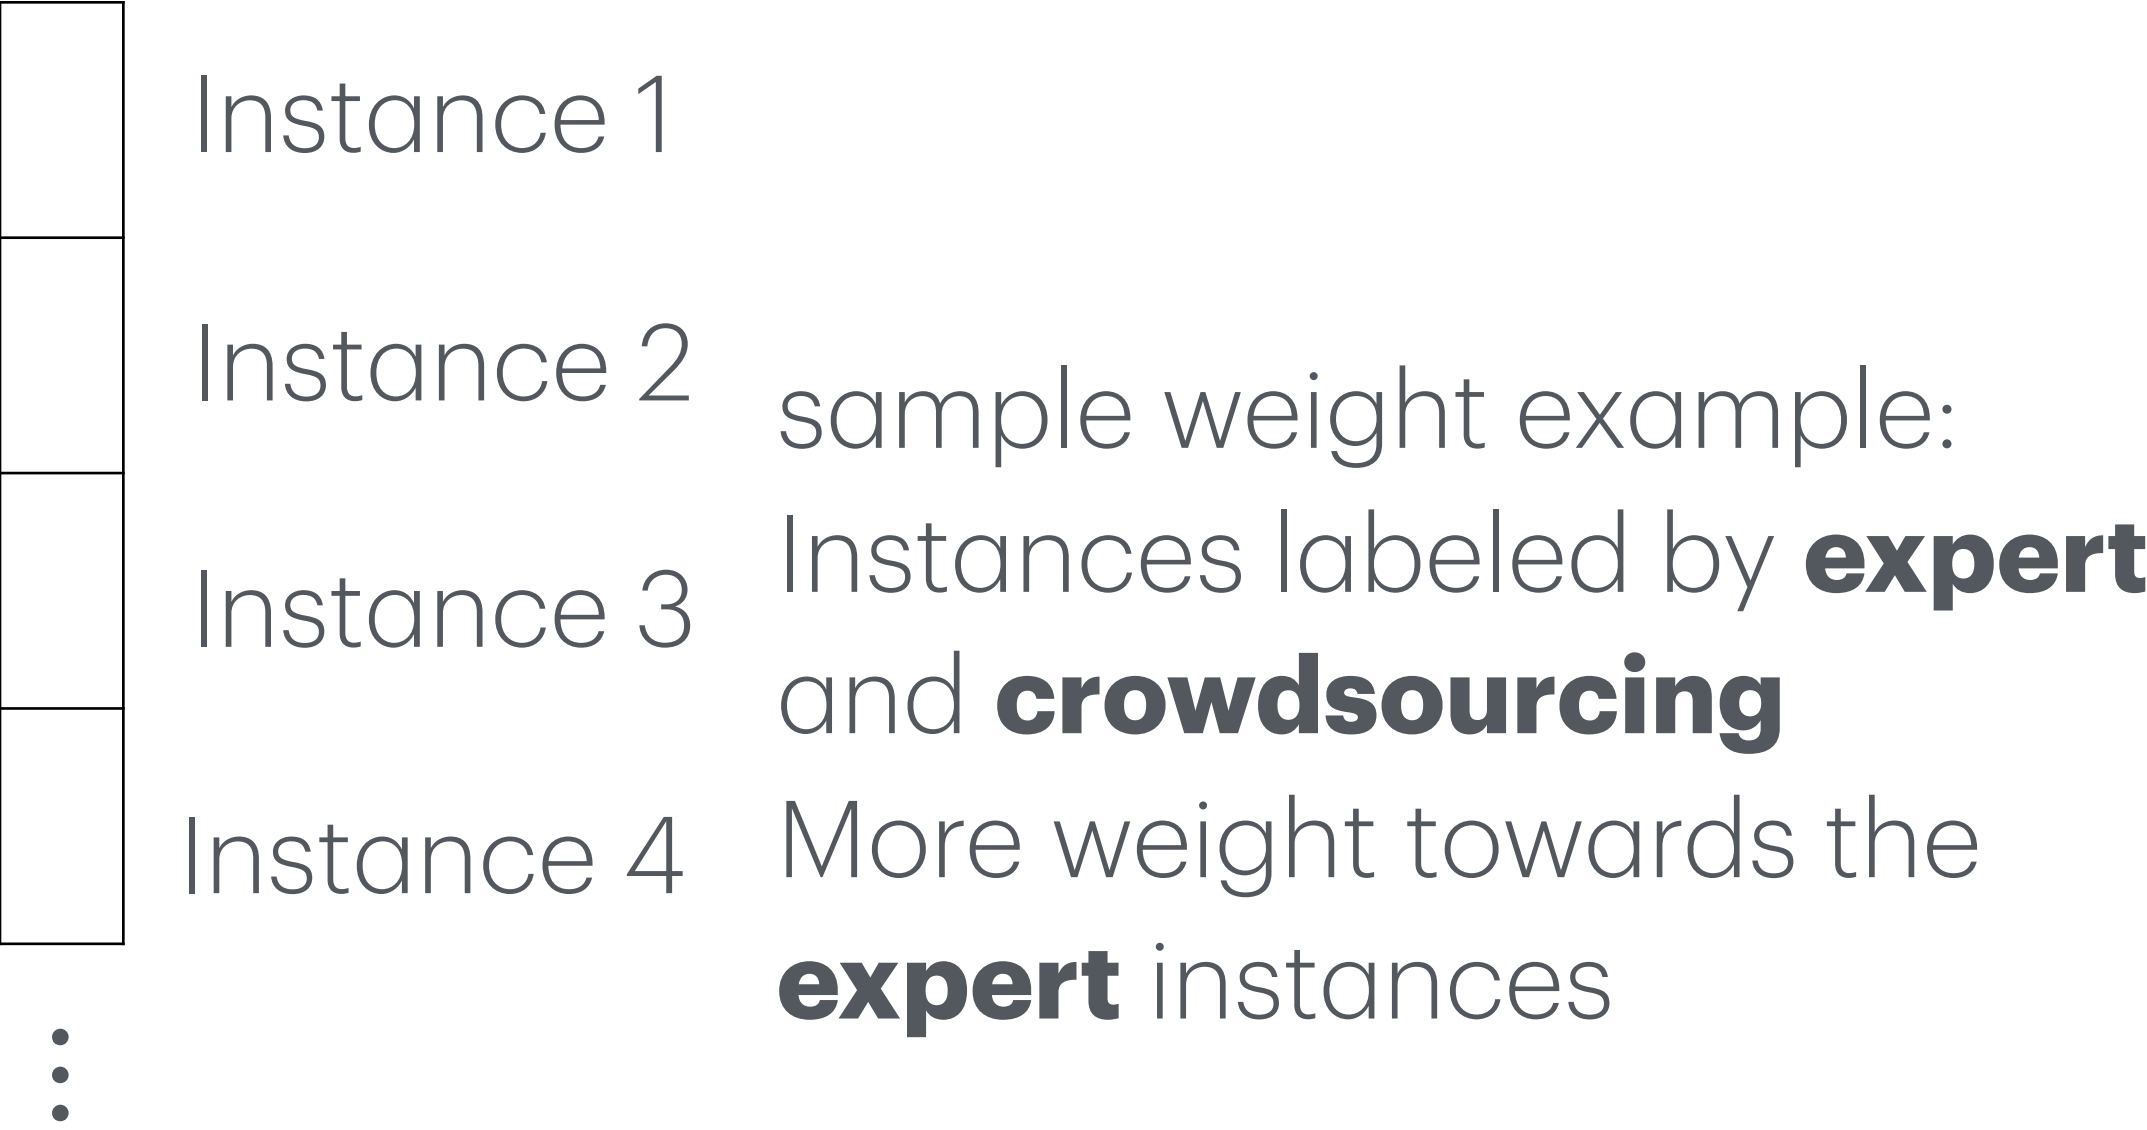 Instance 1
Instance 2
Instance 3
Instance 4
sample weight example:
Instances labeled by expert
and crowdsourcing
More weight towards the
expert instances